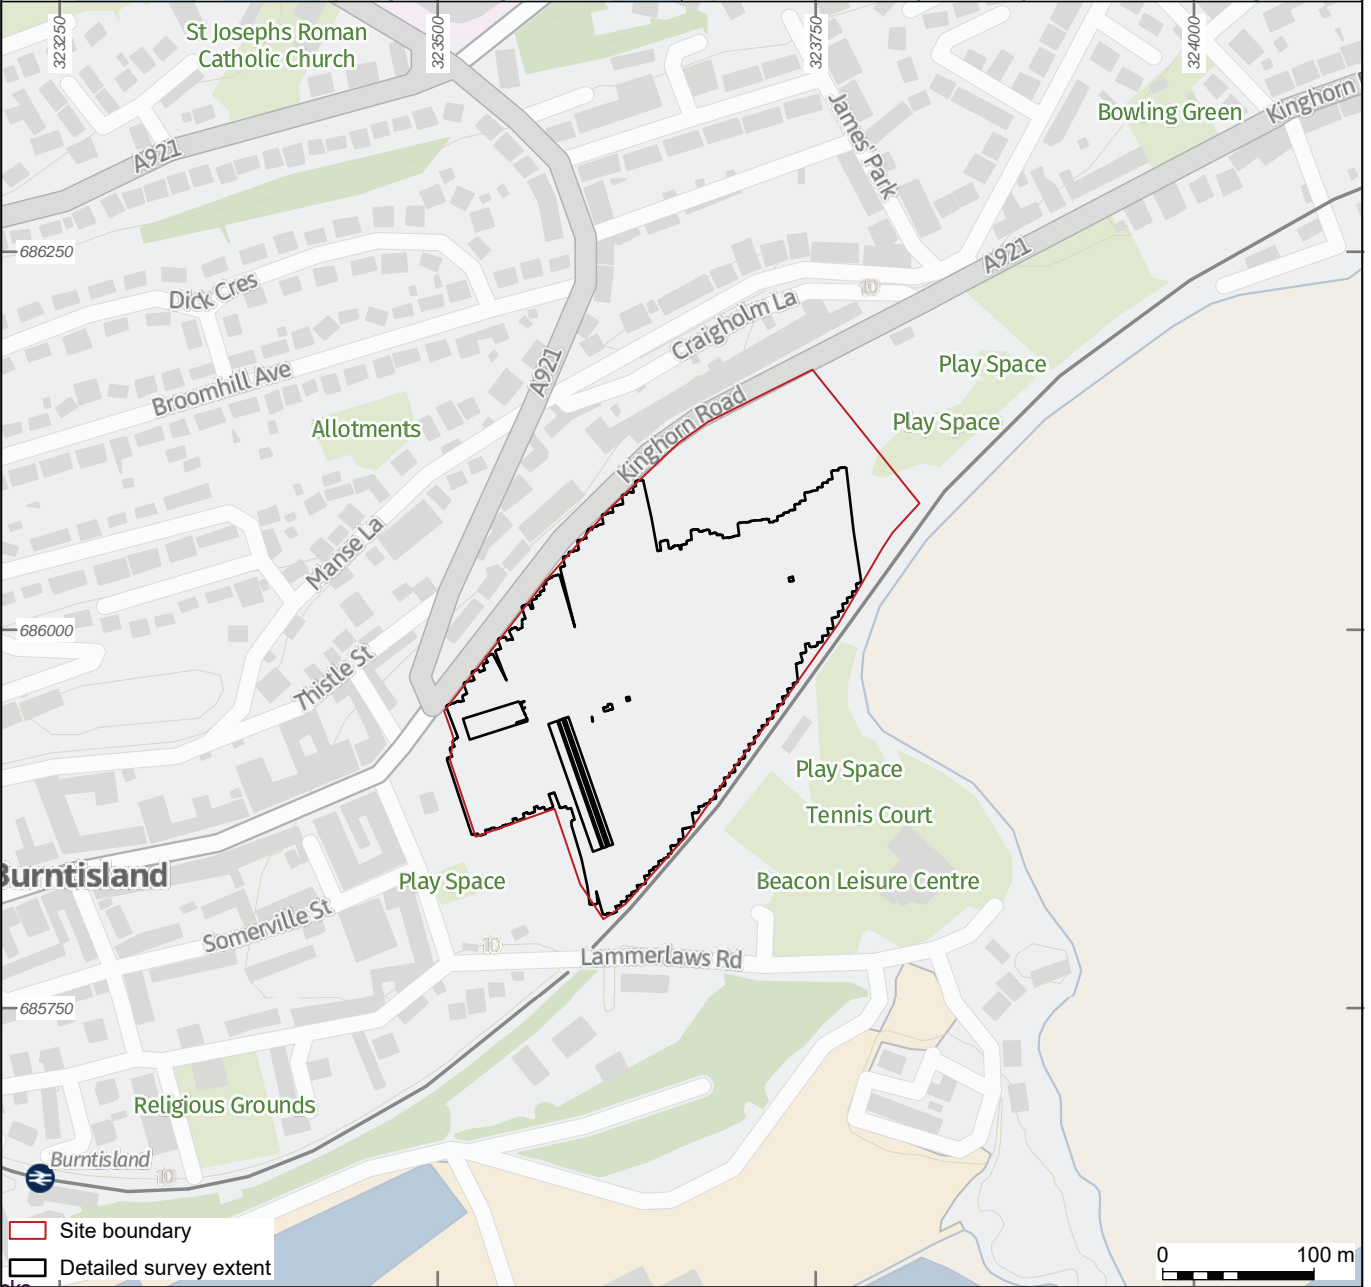 323250
323500
323750
324000
St Josephs Roman
Catholic Church
A921
James' Park
Bowling Green
Kinghorn
686250
A921
Dick Cres
10
Craigholm La
Broomhill Ave
A921
Play Space
Allotments
Kinghorn Road
Play Space
Manse La
686000
Thistle St
Play Space
Tennis Court
Burntisland
Play Space
Beacon Leisure Centre
Somerville St
10
Lammerlaws Rd
685750
Religious Grounds
Burntisland
10
Site boundary
Detailed survey extent
0 100 m